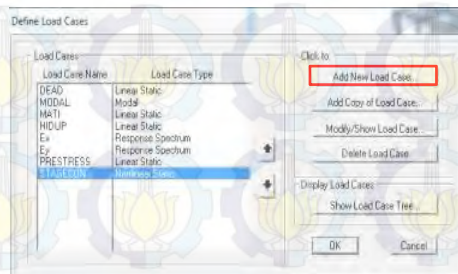 Define Load Cases
Load Cases
Load Case Name Load Case Type
DEAD Linear Static
MODAL Modal
MATI Linear Static
HIDUP Linear Static
Ex Response Spectrum
Ey Response Spectrum
PRESTRESS Linear Static
STAGECON Nonlinear Static
Click to:
Add New Load Case...
Add Copy of Load Case...
Modify/Show Load Case...
Delete Load Case
Display Load Cases
Show Load Case Tree...
OK Cancel